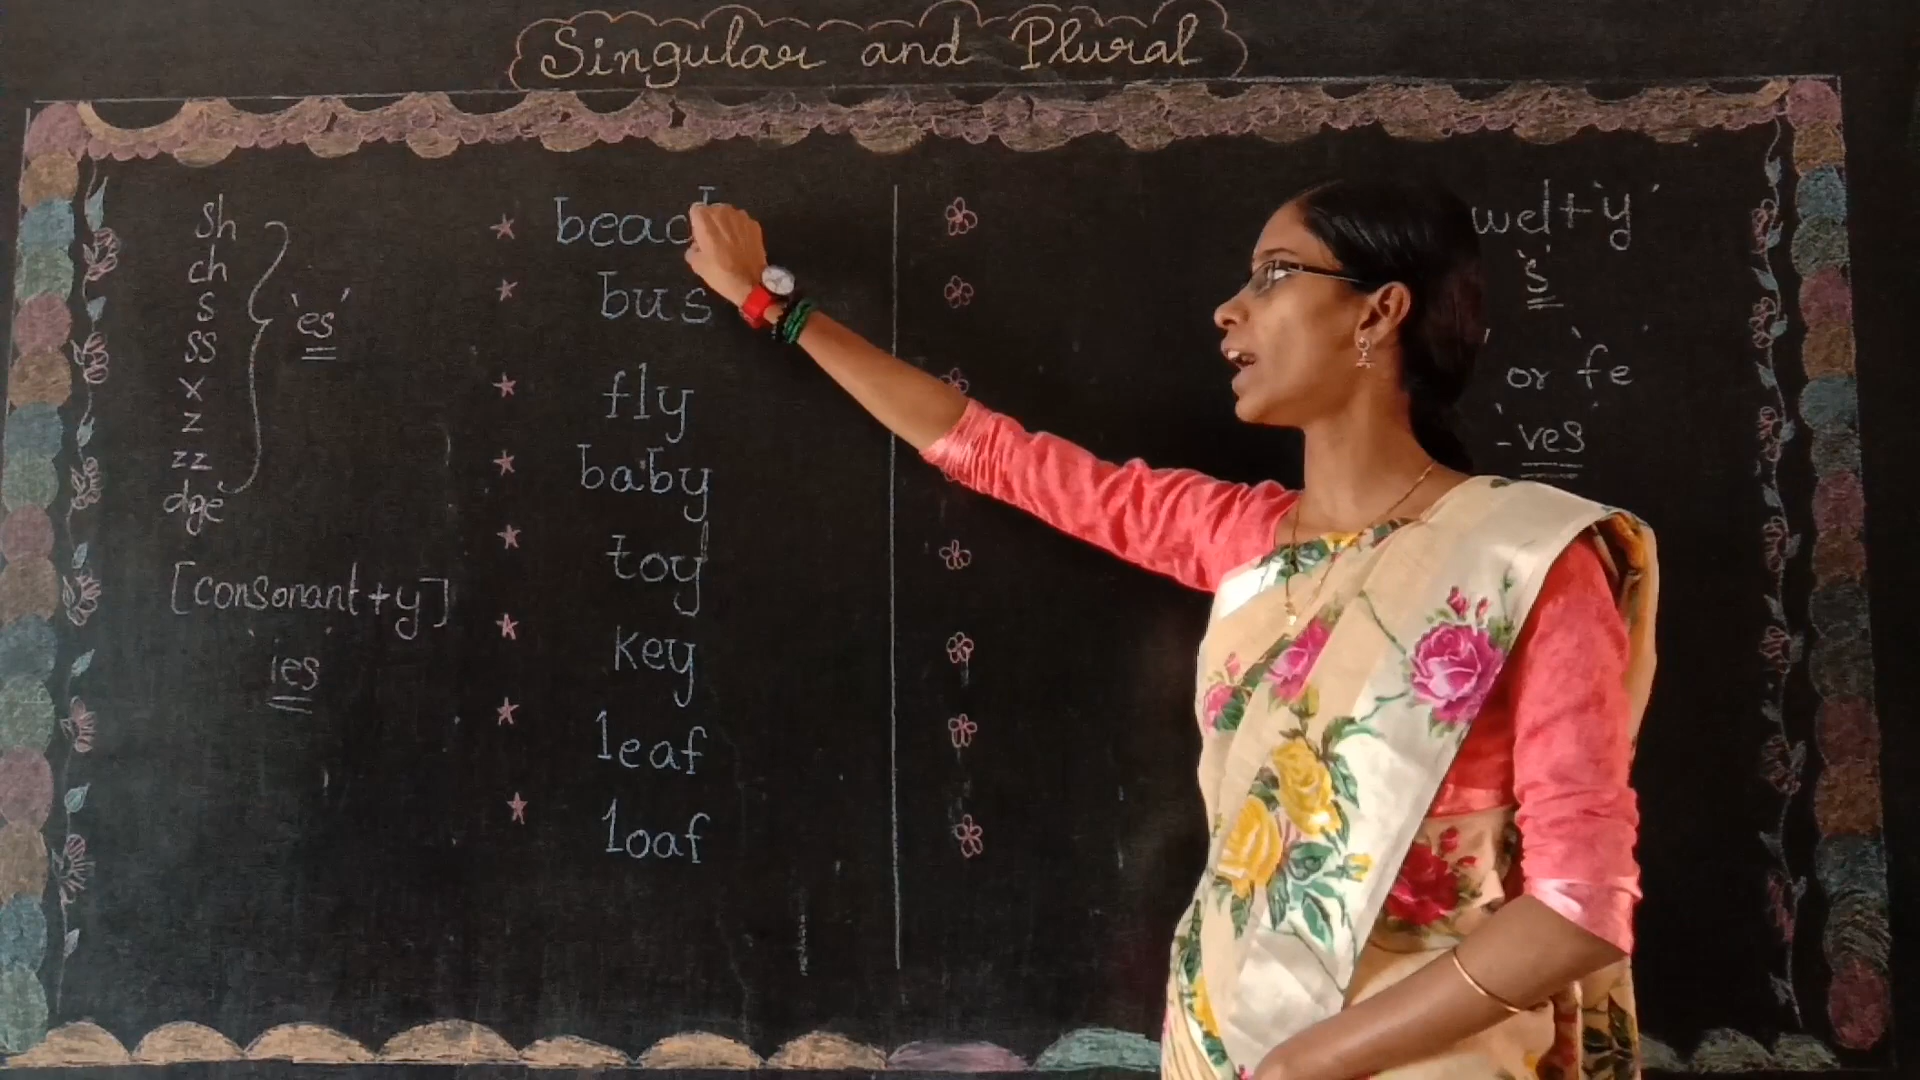 Singular and Plural
sh
ch
s
ss
x
z
zz
dge
'es'
[consonant+y]
'ies'
bus
fly
baby
toy
key
leaf
loaf
+'y'
's'
or 'fe'
'-ves'